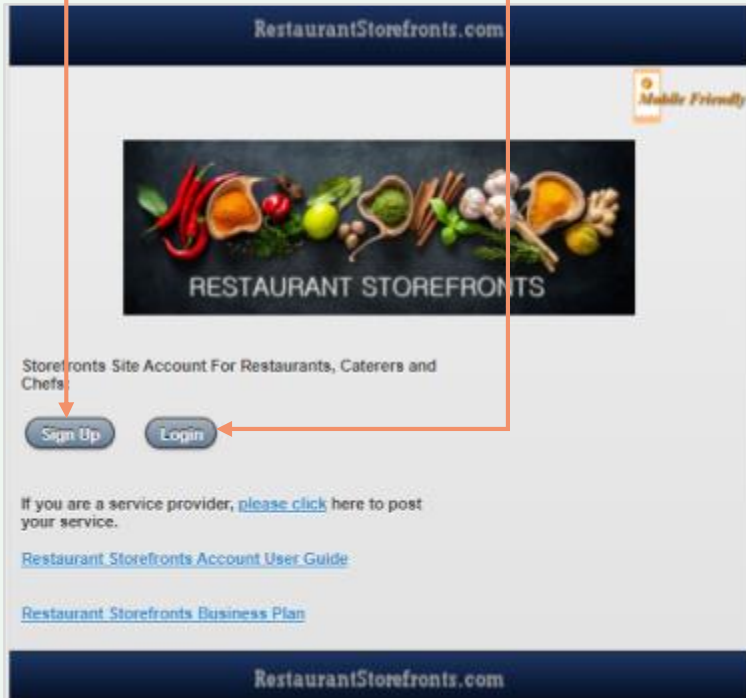 RestaurantStorefronts.com
Mobile Friendly
RESTAURANT STOREFRONTS
Storefronts Site Account For Restaurants, Caterers and
Chefs:
Sign Up
Login
If you are a service provider, please click here to post
your service.
Restaurant Storefronts Account User Guide
Restaurant Storefronts Business Plan
RestaurantStorefronts.com